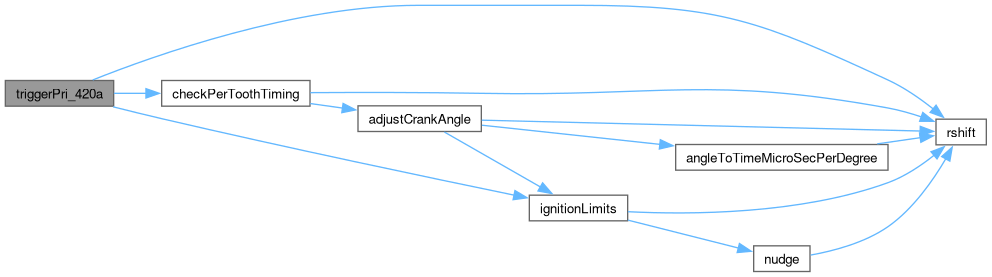 triggerPri_420a
checkPerToothTiming
adjustCrankAngle
rshift
angleToTimeMicroSecPerDegree
ignitionLimits
nudge